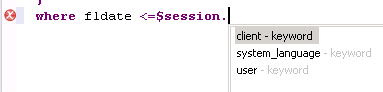 }
where fldate <=$session.
client - keyword
system_language - keyword
user - keyword